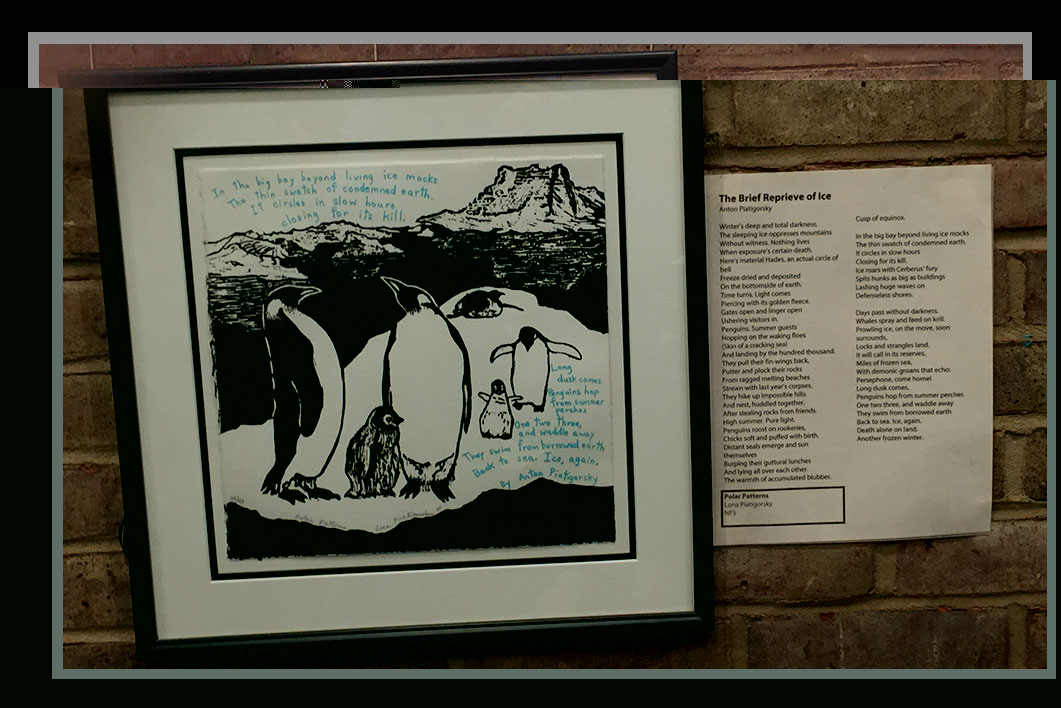 In the big bay beyond living ice mocks
The thin swatch of condemned earth.
It circles in slow hours
closing for its kill.
Long
dusk comes.
Penguins hop
from summer
perches
One two three,
and waddle away
They swim from borrowed earth
Back to sea. Ice, again.
by Anton Piatigorsky
Polar Patterns
Lona Piatigorsky
The Brief Reprieve of Ice
Anton Piatigorsky
Winter's deep and total darkness.
The sleeping ice oppresses mountains
Without witness. Nothing lives
When exposure's certain death.
Here's material Hades, an actual circle of
hell
Freeze dried and deposited
On the bottomside of earth.
Time turns. Light comes
Piercing with its golden fleece.
Gates open and linger open
Ushering visitors in.
Penguins. Summer guests
Hopping on the waking floes
(Skin of a cracking sea)
And landing by the hundred thousand.
They pull their fin-wings back,
Putter and pluck their rocks
From ragged melting beaches
Strewn with last year's corpses.
They hike up impossible hills
And nest, huddled together,
After stealing rocks from friends.
High summer. Pure light.
Penguins roost on rookeries,
Chicks soft and puffed with birth.
Distant seals emerge and sun
themselves
Burping their guttural lunches
And lying all over each other.
The warmth of accumulated blubber.
Cusp of equinox.
In the big bay beyond living ice mocks
The thin swatch of condemned earth.
It circles in slow hours
Closing for its kill.
Ice roars with Cerberus' fury
Spits hunks as big as buildings
Lashing huge waves on
Defenseless shores.
Days pass without darkness.
Whales spray and feed on krill.
Prowling ice, on the move, soon
surrounds,
Locks and strangles land.
It will call in its reserves,
Miles of frozen sea,
With demonic groans that echo:
Persephone, come home!
Long dusk comes,
Penguins hop from summer perches
One two three, and waddle away
They swim from borrowed earth
Back to sea. Ice, again.
Death alone on land.
Another frozen winter.
Polar Patterns
Lona Piatigorsky
NFS